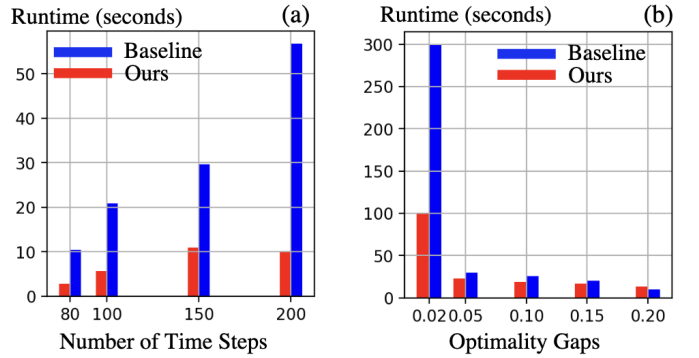 Runtime (seconds) (a)
Baseline
Ours
50
40
30
20
10
0
80 100 150 200
Number of Time Steps
Runtime (seconds) (b)
Baseline
Ours
300
250
200
150
100
50
0
0.02 0.05 0.10 0.15 0.20
Optimality Gaps